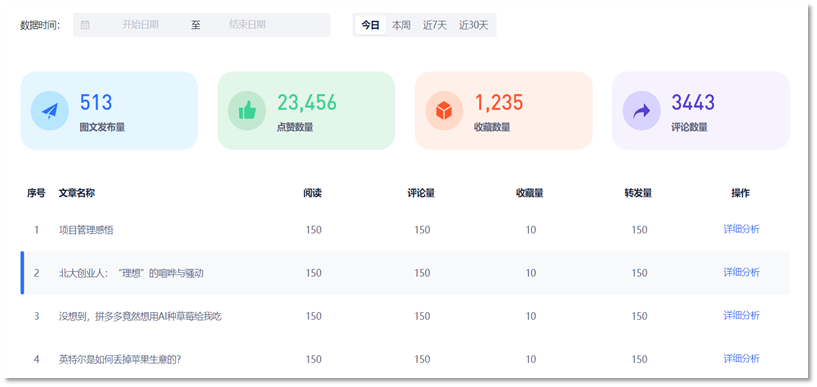 数据时间： 开始日期 至 结束日期 今日 本周 近7天 近30天
513 23,456 1,235 3443
图文发布量 点赞数量 收藏数量 评论数量
序号 文章名称 阅读 评论量 收藏量 转发量 操作
1 项目管理感悟 150 150 10 150 详细分析
2 北大创业人：“理想”的喧哗与骚动 150 150 10 150 详细分析
3 没想到，拼多多竟然想用AI种草莓给我吃 150 150 10 150 详细分析
4 英特尔是如何丢掉苹果生意的？ 150 150 10 150 详细分析